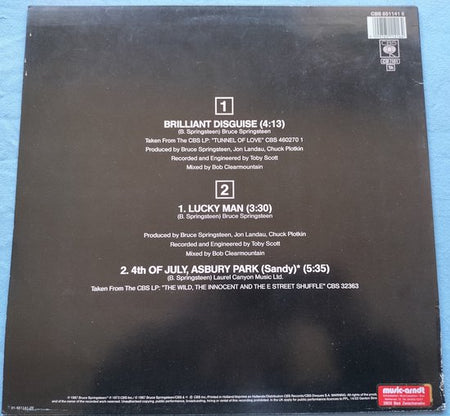 CBS 651141 6
CBS
1
BRILLIANT DISGUISE (4:13)
(B. Springsteen) Bruce Springsteen
Taken From The CBS LP: "TUNNEL OF LOVE" CBS 460270 1
Produced by Bruce Springsteen, Jon Landau, Chuck Plotkin
Recorded and Engineered by Toby Scott
Mixed by Bob Clearmountain
2
1. LUCKY MAN (3:30)
(B. Springsteen) Bruce Springsteen
Produced by Bruce Springsteen, Jon Landau, Chuck Plotkin
Recorded and Engineered by Toby Scott
Mixed by Bob Clearmountain
2. 4th OF JULY, ASBURY PARK (Sandy)* (5:35)
(B. Springsteen) Laurel Canyon Music Ltd.
Taken From The CBS LP: "THE WILD, THE INNOCENT AND THE E STREET SHUFFLE" CBS 32363
music-arndt